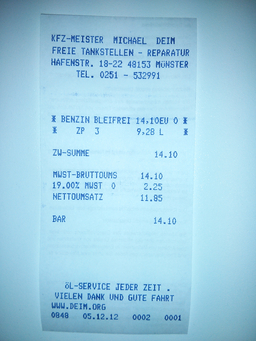 KFZ-MEISTER MICHAEL DEIM
FREIE TANKSTELLEN - REPARATUR
HAFENSTR. 18-22 48153 MÜNSTER
TEL. 0251 - 532991
* BENZIN BLEIFREI 14.10EU 0 *
* ZP 3 9.28 L *
ZW-SUMME 14.10
MWST-BRUTTOUMS 14.10
19.00% MWST 0 2.25
NETTOUMSATZ 11.85
BAR 14.10
ÖL-SERVICE JEDER ZEIT .
VIELEN DANK UND GUTE FAHRT
WWW.DEIM.ORG
0848 05.12.12 0002 0001